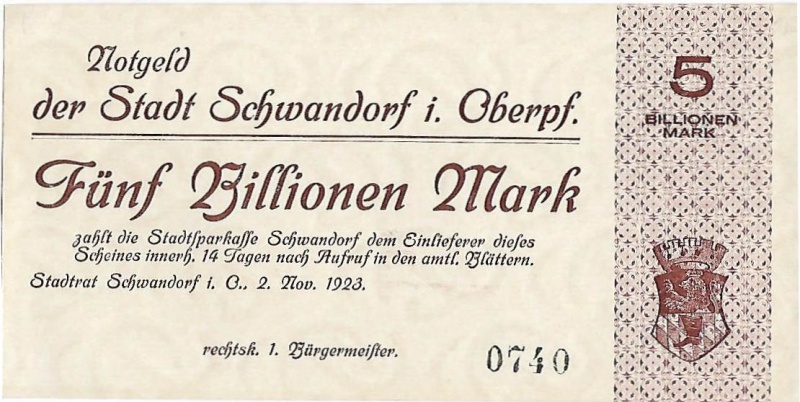 Notgeld
der Stadt Schwandorf i. Oberpf.
Fünf Billionen Mark
zahlt die Stadtsparkasse Schwandorf dem Einlieferer dieses
Scheines innerh. 14 Tagen nach Aufruf in den amtl. Blättern.
Stadtrat Schwandorf i. O., 2. Nov. 1923.
rechtsk. 1. Bürgermeister.
0740
5
BILLIONEN
MARK